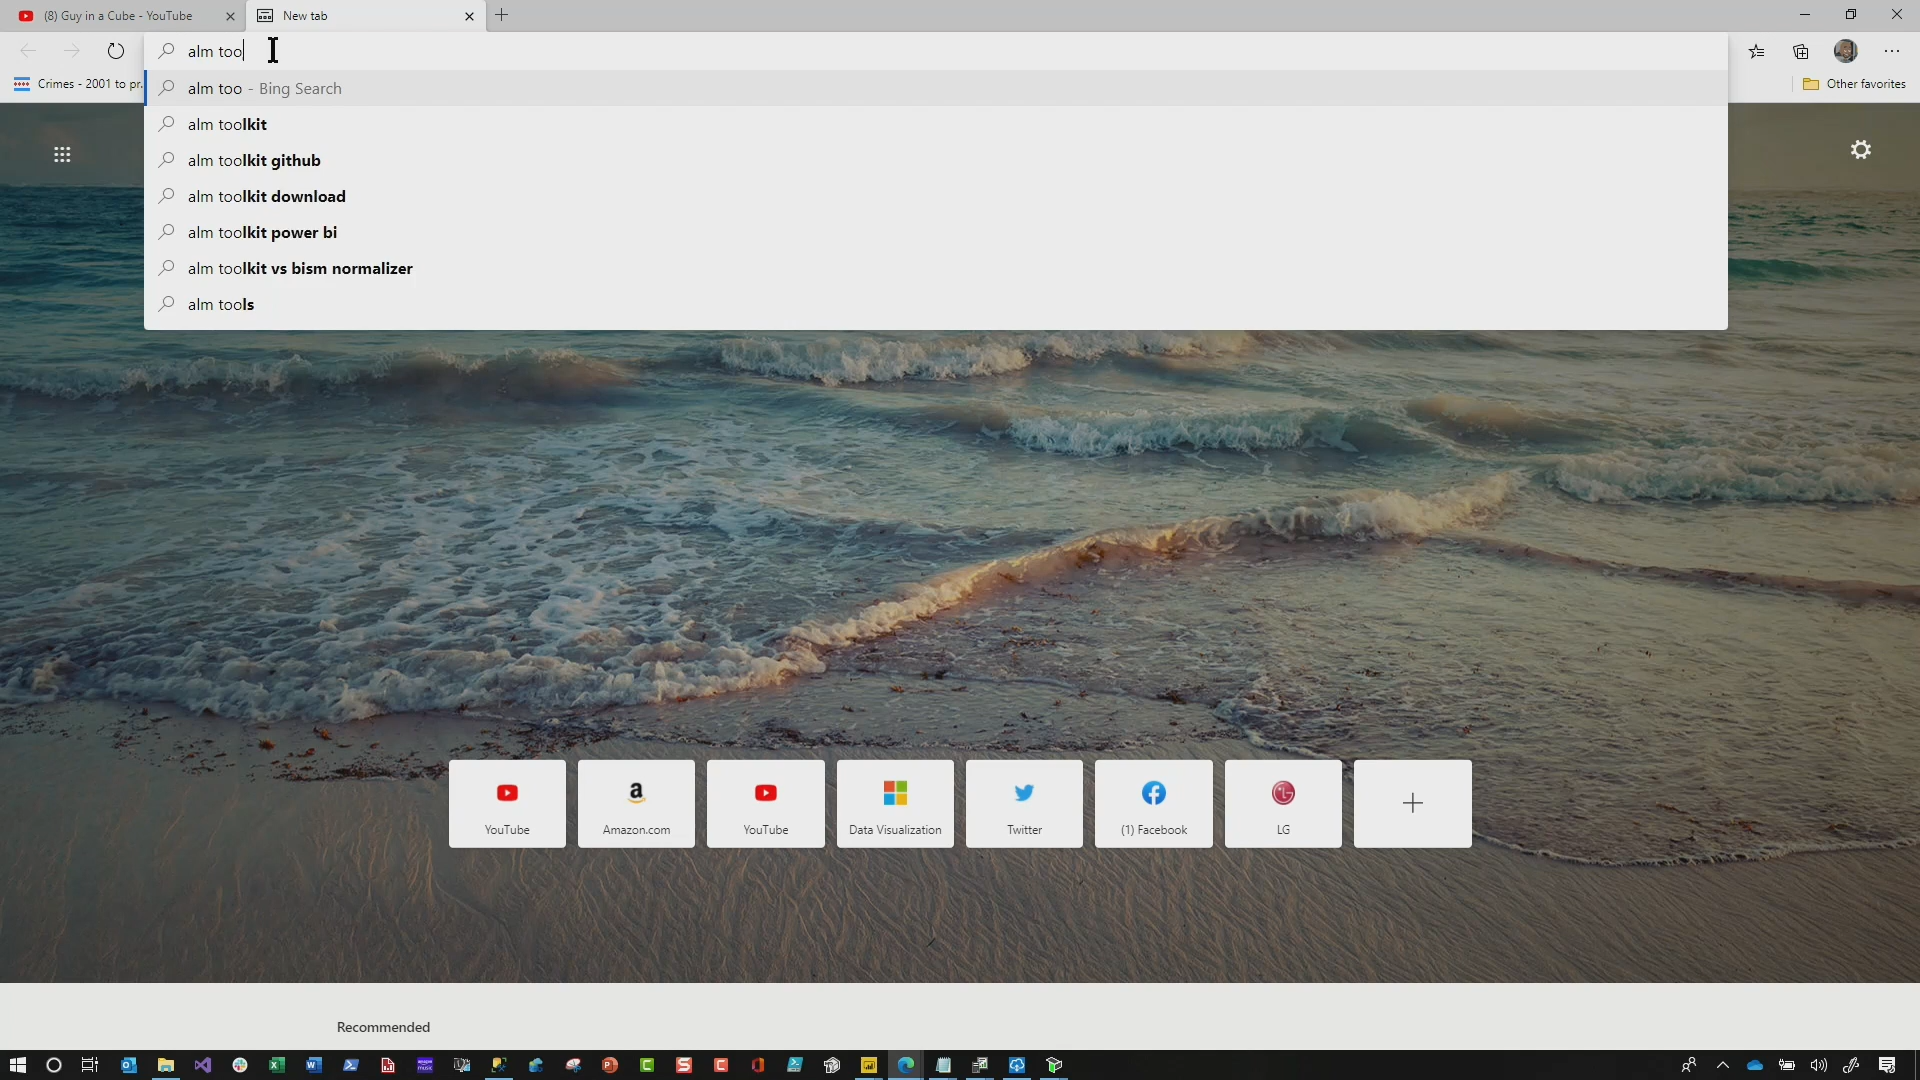 (8) Guy in a Cube - YouTube
New tab
alm too
Crimes - 2001 to pr.
Other favorites
alm too - Bing Search
alm toolkit
alm toolkit github
alm toolkit download
alm toolkit power bi
alm toolkit vs bism normalizer
alm tools
YouTube
Amazon.com
YouTube
Data Visualization
Twitter
(1) Facebook
LG
Recommended